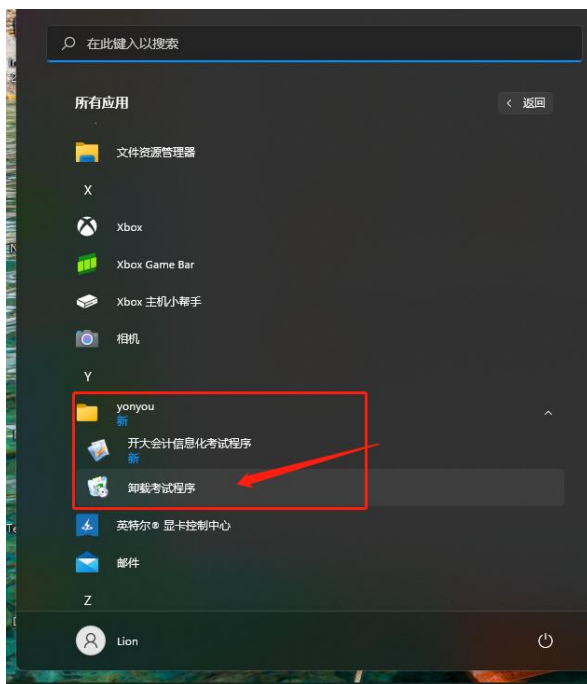 在此键入以搜索
所有应用
返回
文件资源管理器
X
Xbox
Xbox Game Bar
Xbox 主机小帮手
相机
Y
yonyou
新
开大会计信息化考试程序
新
卸载考试程序
英特尔® 显卡控制中心
邮件
Z
Lion